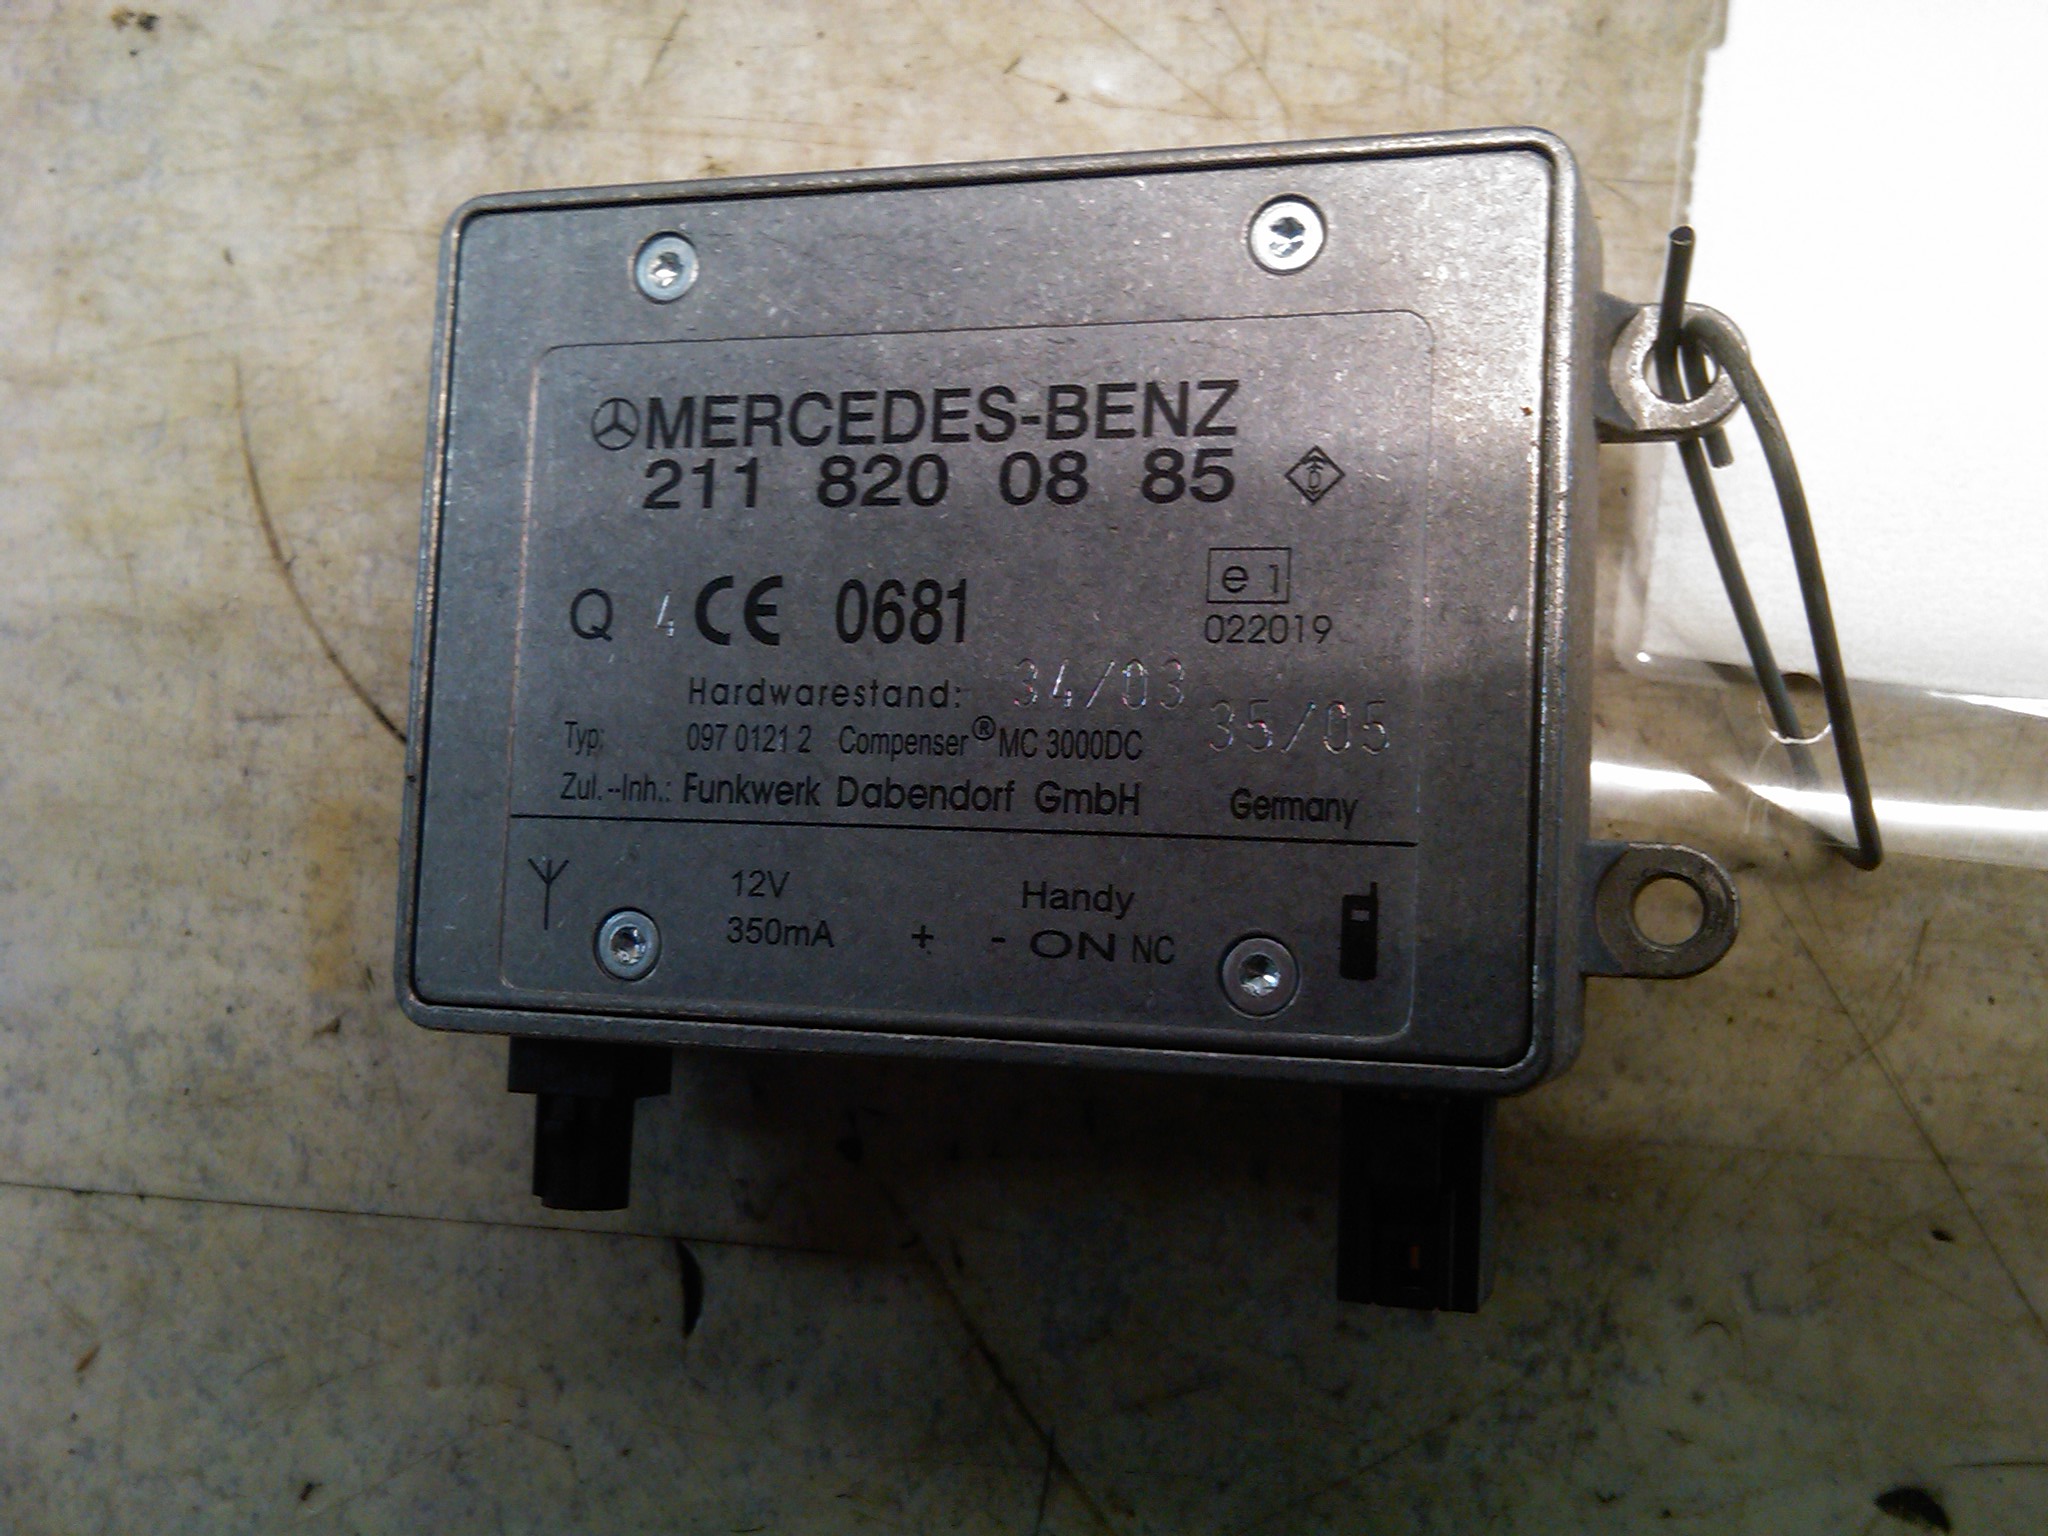 MERCEDES-BENZ
211 820 08 85
Q 4 CE 0681
e 1
022019
Hardwarestand: 34/03
Typ: 097 0121 2 Compenser® MC 3000DC 35/05
Zul.-Inh.: Funkwerk Dabendorf GmbH Germany
12V Handy
350mA + - ON NC